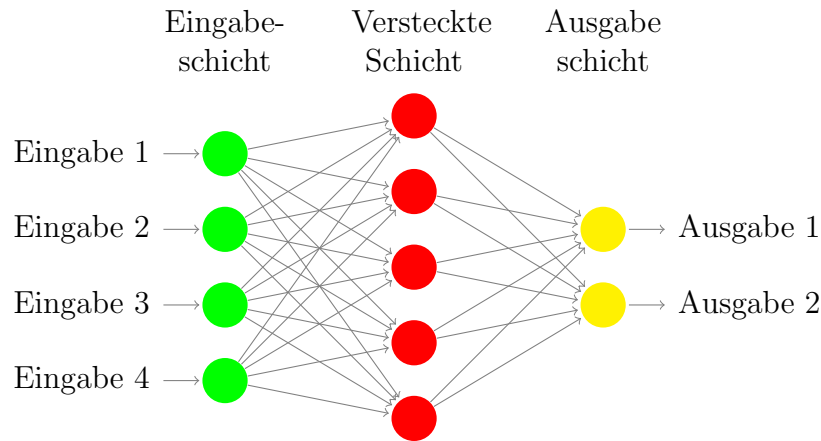 Eingabe-
schicht
Versteckte
Schicht
Ausgabe
schicht
Eingabe 1
Eingabe 2
Eingabe 3
Eingabe 4
Ausgabe 1
Ausgabe 2